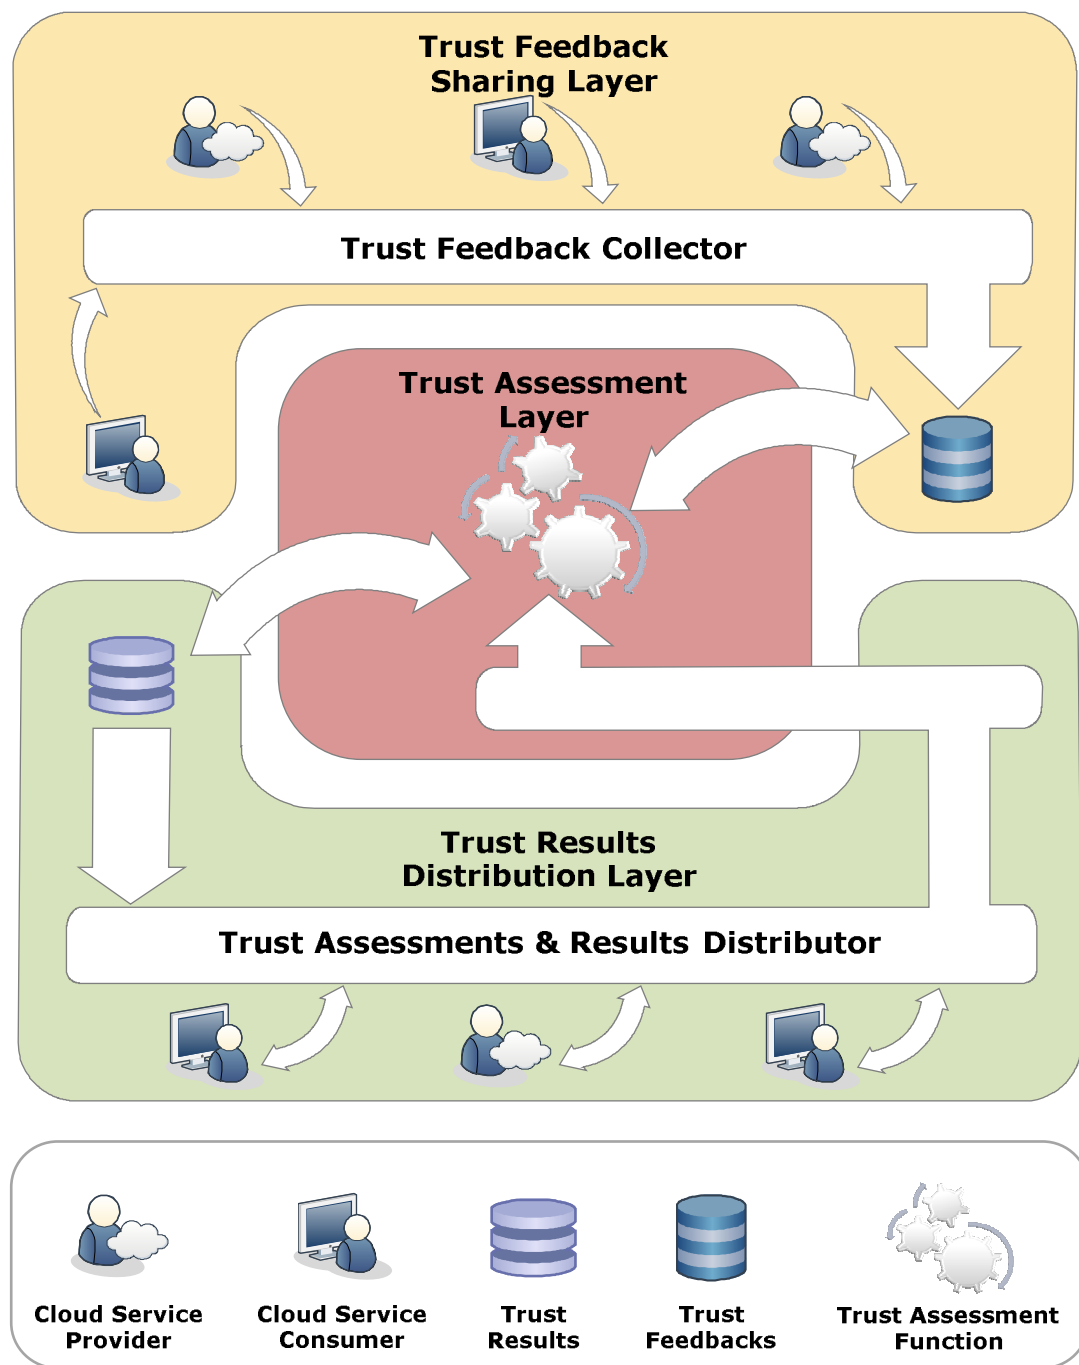 Trust Feedback
Sharing Layer
Trust Feedback Collector
Trust Assessment
Layer
Trust Results
Distribution Layer
Trust Assessments & Results Distributor
Cloud Service
Provider
Cloud Service
Consumer
Trust
Results
Trust
Feedbacks
Trust Assessment
Function